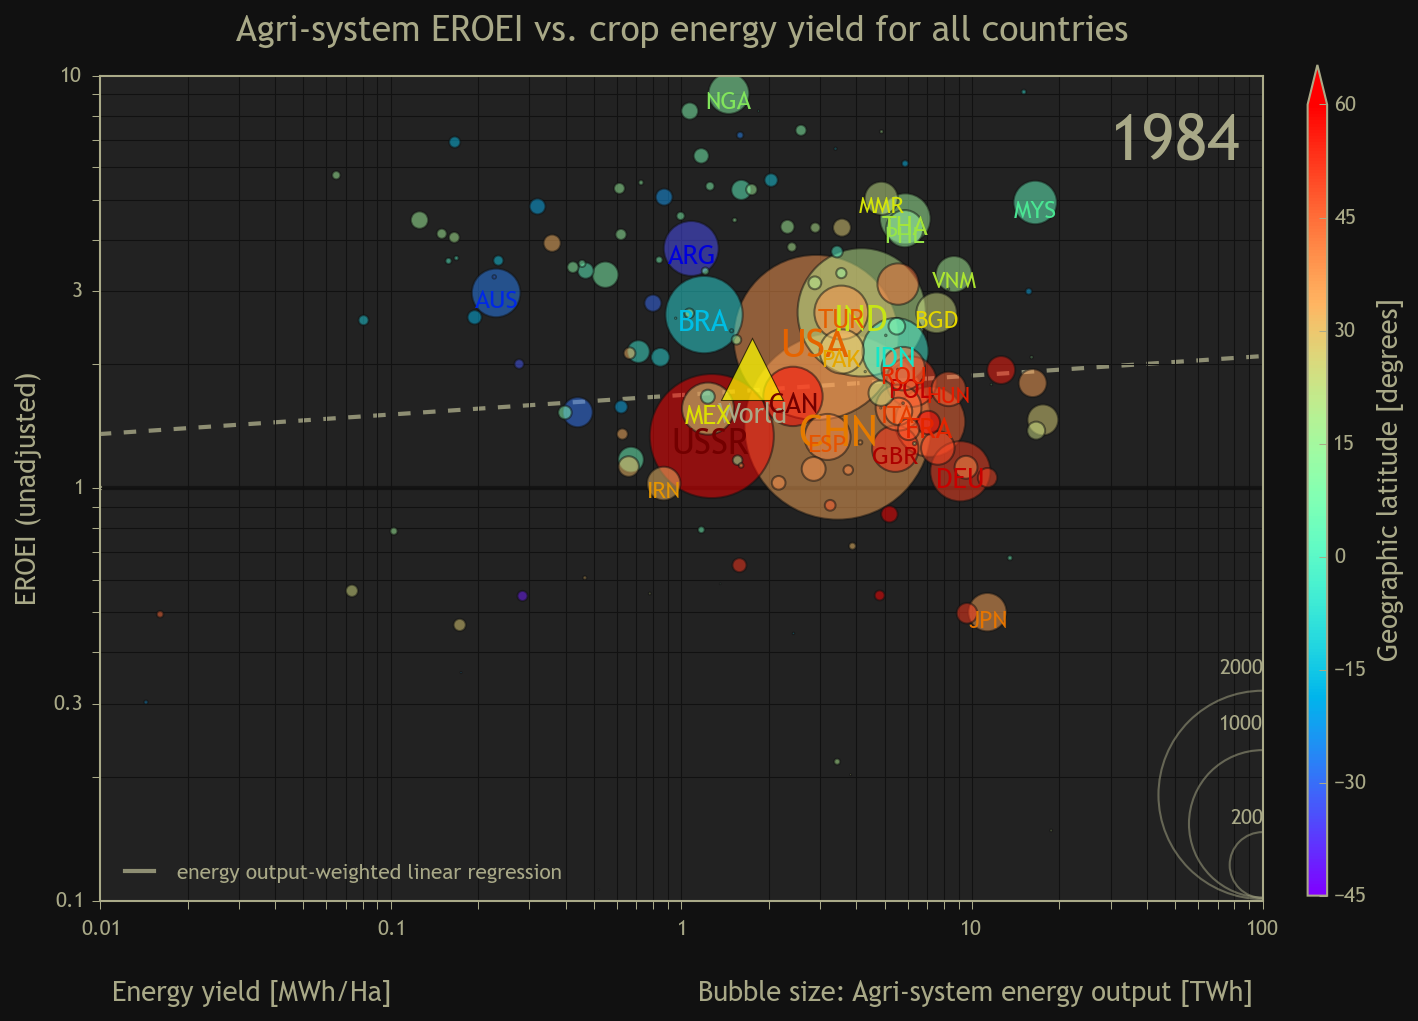 Agri-system EROEI vs. crop energy yield for all countries
1984
10
3
1
0.3
0.1
EROEI (unadjusted)
NGA
MMR
THA
PHL
MYS
ARG
VNM
AUS
BRA
TUR
IND
BGD
USA
PAK
IDN
ROU
POL
HUN
CAN
MEX
World
ITA
CHN
FRA
USSR
ESP
GBR
DEU
IRN
JPN
2000
1000
200
energy output-weighted linear regression
0.01
0.1
1
10
100
Energy yield [MWh/Ha]
Bubble size: Agri-system energy output [TWh]
60
45
30
15
0
−15
−30
−45
Geographic latitude [degrees]